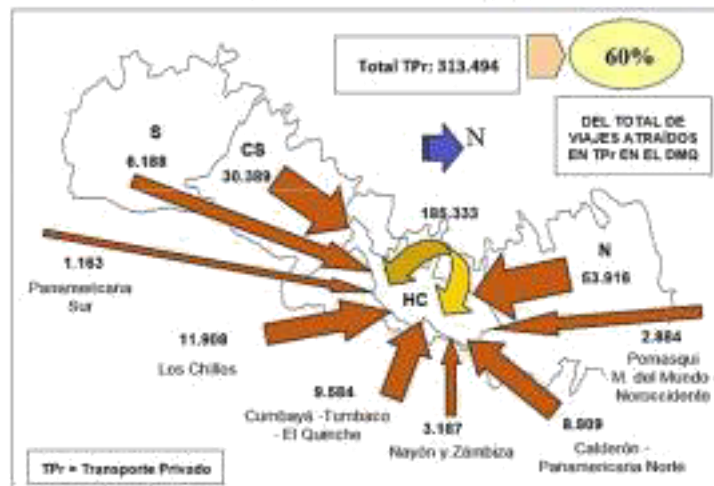 Total TPr: 313.494
60%
DEL TOTAL DE
VIAJES ATRAÍDOS
EN TPr EN EL DMQ
S
6.188
CS
30.389
N
185.333
N
53.916
HC
1.163
Panamericana
Sur
11.908
Los Chillos
9.584
Cumbayá -Tumbaco
- El Quinche
3.187
Nayón y Zámbiza
2.884
Pomasqui
M. del Mundo
Noroccidente
8.809
Calderón -
Panamericana Norte
TPr = Transporte Privado